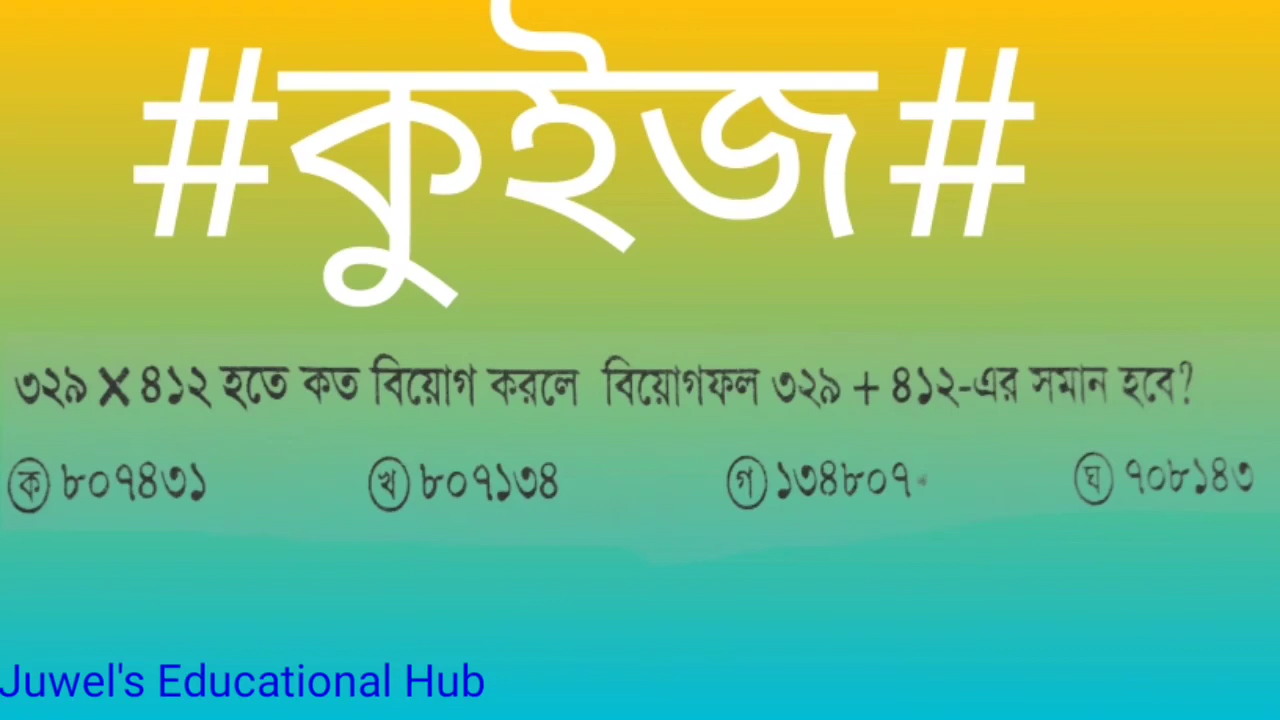 #কুইজ#
৩২৯ X ৪১২ হতে কত বিয়োগ করলে বিয়োগফল ৩২৯ + ৪১২-এর সমান হবে?
ক ৮০৭৪৩১ খ ৮০৭১৩৪ গ ১৩৪৮০৭ ঘ ৭০৮১৪৩
Juwel's Educational Hub